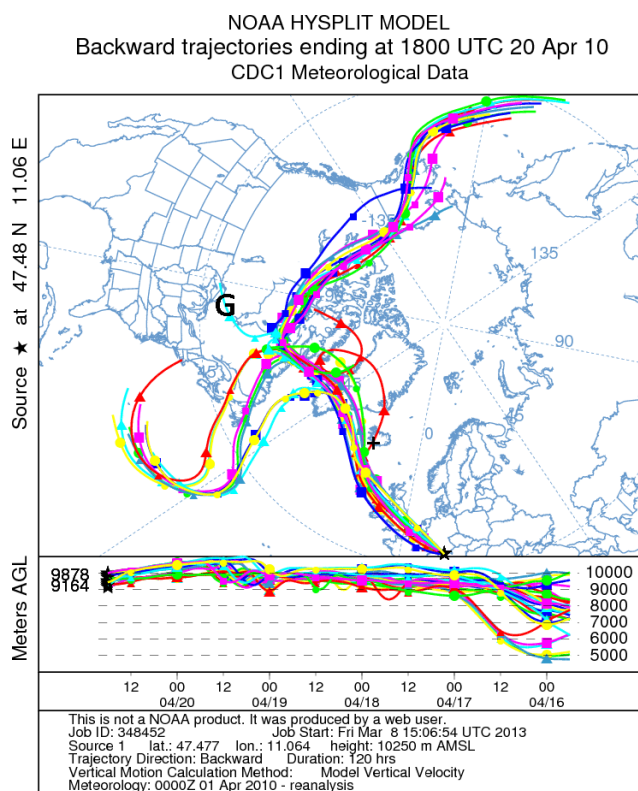 NOAA HYSPLIT MODEL
Backward trajectories ending at 1800 UTC 20 Apr 10
CDC1 Meteorological Data
Source ★ at 47.48 N 11.06 E
-135
135
G
90
0
Meters AGL
9878
9878
9164
10000
9000
8000
7000
6000
5000
12 00 12 00 12 00 12 00 12 00
04/20 04/19 04/18 04/17 04/16
This is not a NOAA product. It was produced by a web user.
Job ID: 348452 Job Start: Fri Mar 8 15:06:54 UTC 2013
Source 1 lat.: 47.477 lon.: 11.064 height: 10250 m AMSL
Trajectory Direction: Backward Duration: 120 hrs
Vertical Motion Calculation Method: Model Vertical Velocity
Meteorology: 0000Z 01 Apr 2010 - reanalysis